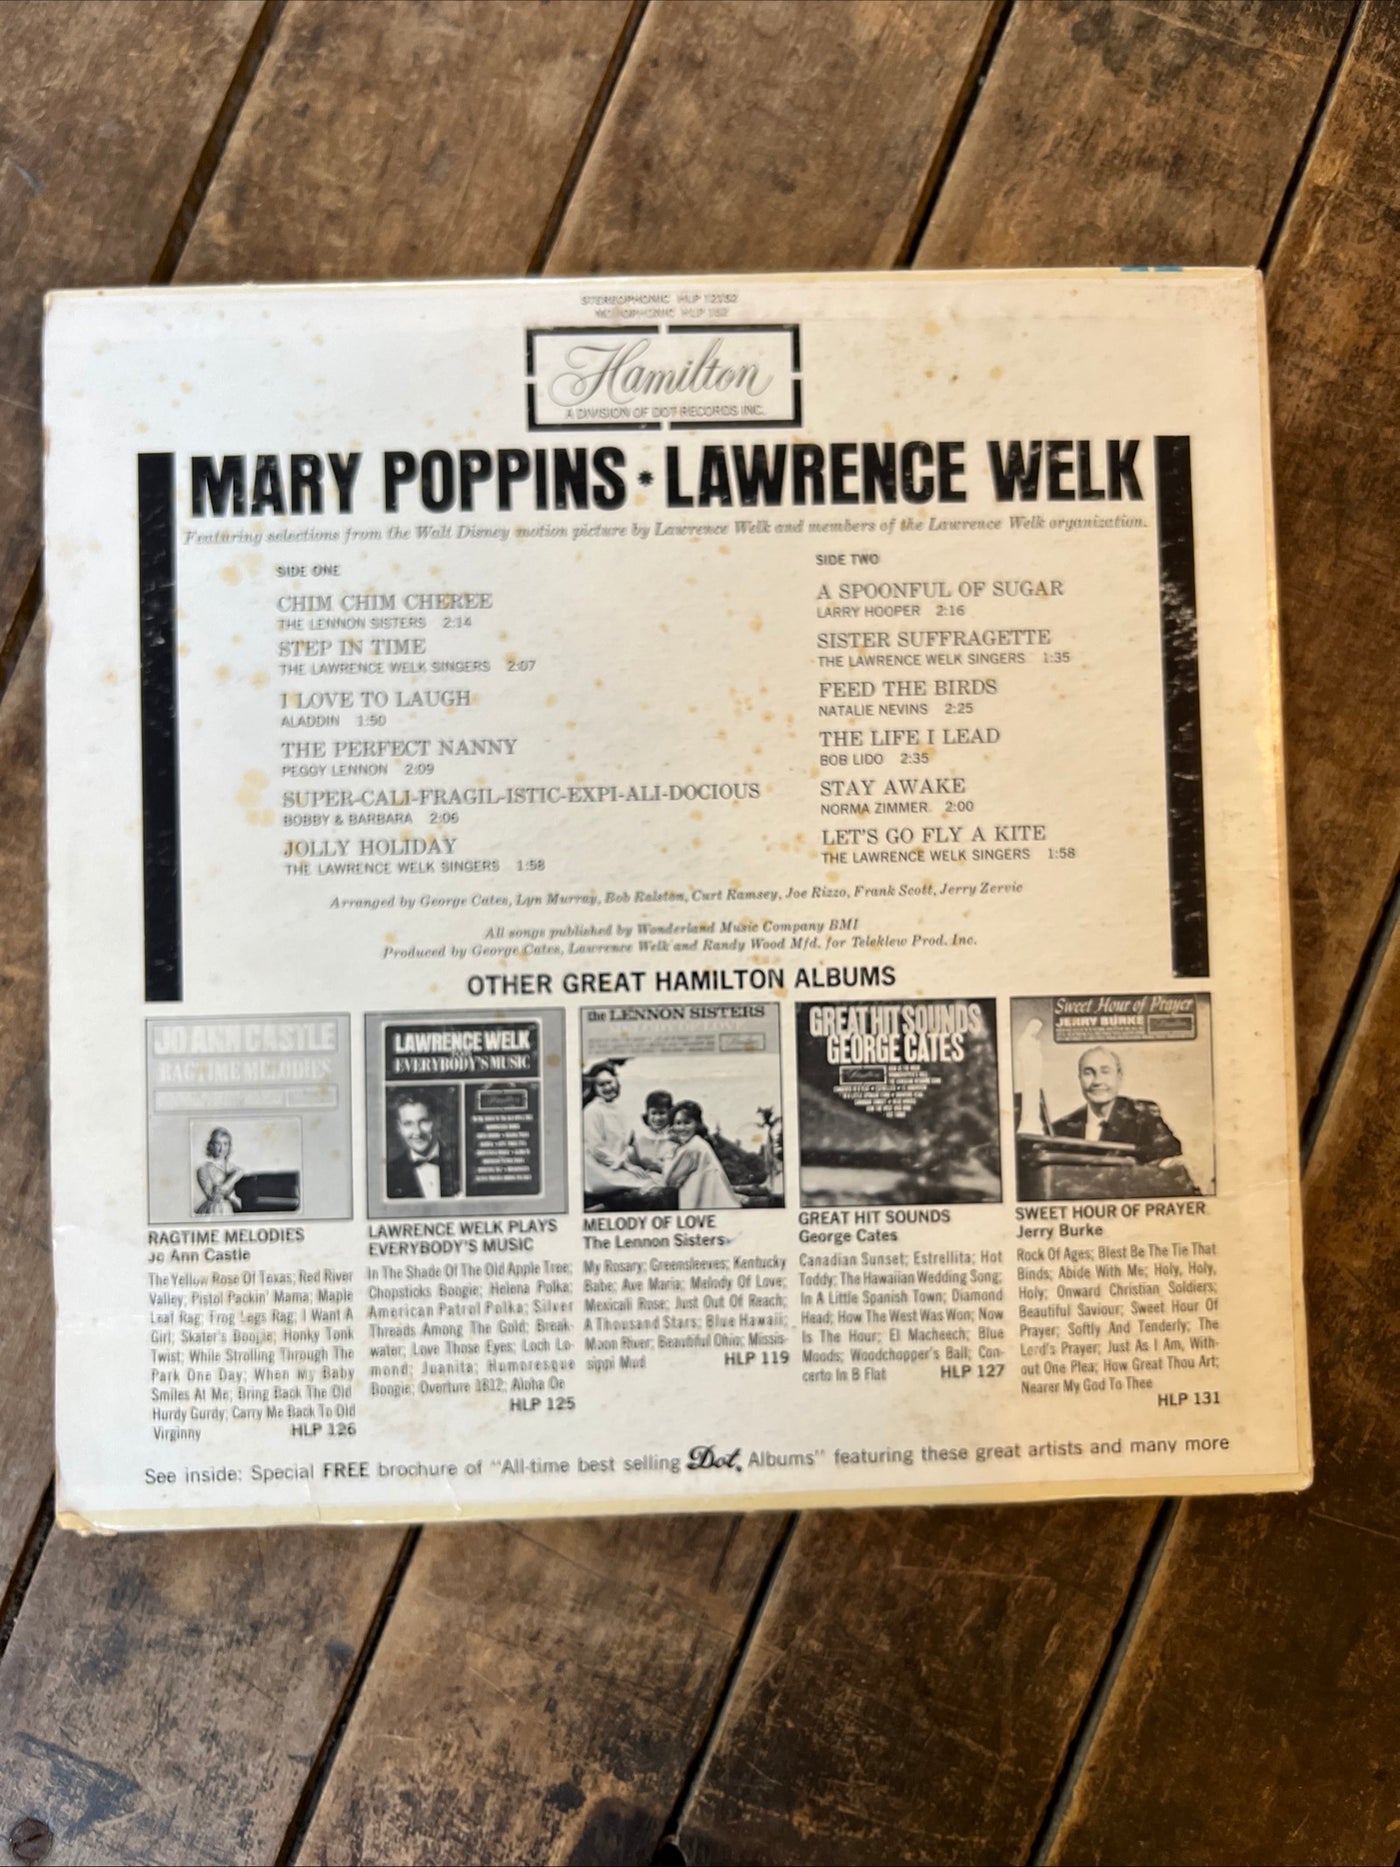 STEREOPHONIC HLP 12152
MONOPHONIC HLP 152
Hamilton
A DIVISION OF DOT RECORDS INC.
MARY POPPINS * LAWRENCE WELK
Featuring selections from the Walt Disney motion picture by Lawrence Welk and members of the Lawrence Welk organization.
SIDE ONE
CHIM CHIM CHEREE
THE LENNON SISTERS 2:14
STEP IN TIME
THE LAWRENCE WELK SINGERS 2:07
I LOVE TO LAUGH
ALADDIN 1:50
THE PERFECT NANNY
PEGGY LENNON 2:09
SUPER-CALI-FRAGIL-ISTIC-EXPI-ALI-DOCIOUS
BOBBY & BARBARA 2:06
JOLLY HOLIDAY
THE LAWRENCE WELK SINGERS 1:58
SIDE TWO
A SPOONFUL OF SUGAR
LARRY HOOPER 2:16
SISTER SUFFRAGETTE
THE LAWRENCE WELK SINGERS 1:35
FEED THE BIRDS
NATALIE NEVINS 2:25
THE LIFE I LEAD
BOB LIDO 2:35
STAY AWAKE
NORMA ZIMMER 2:00
LET'S GO FLY A KITE
THE LAWRENCE WELK SINGERS 1:58
Arranged by George Cates, Lyn Murray, Bob Ralston, Curt Ramsey, Joe Rizzo, Frank Scott, Jerry Zervic
All songs published by Wonderland Music Company BMI
Produced by George Cates, Lawrence Welk and Randy Wood Mfd. for Teleklew Prod. Inc.
OTHER GREAT HAMILTON ALBUMS
JO ANN CASTLE
RAGTIME MELODIES
RAGTIME MELODIES
Jo Ann Castle
The Yellow Rose Of Texas; Red River
Valley; Pistol Packin' Mama; Maple
Leaf Rag; Frog Legs Rag; I Want A
Girl; Skater's Boogie; Honky Tonk
Twist; While Strolling Through The
Park One Day; When My Baby
Smiles At Me; Bring Back The Old
Hurdy Gurdy; Carry Me Back To Old
Virginny HLP 126
LAWRENCE WELK
EVERYBODY'S MUSIC
LAWRENCE WELK PLAYS
EVERYBODY'S MUSIC
In The Shade Of The Old Apple Tree;
Chopsticks Boogie; Helena Polka;
American Patrol Polka; Silver
Threads Among The Gold; Break-
water; Love Those Eyes; Loch Lo-
mond; Juanita; Humoresque
Boogie; Overture 1812; Aloha Oe
HLP 125
the LENNON SISTERS
MELODY OF LOVE
The Lennon Sisters
My Rosary; Greensleeves; Kentucky
Babe; Ave Maria; Melody Of Love;
Mexicali Rose; Just Out Of Reach;
A Thousand Stars; Blue Hawaii;
Moon River; Beautiful Ohio; Missis-
sippi Mud HLP 119
GREAT HIT SOUNDS
GEORGE CATES
GREAT HIT SOUNDS
George Cates
Canadian Sunset; Estrellita; Hot
Toddy; The Hawaiian Wedding Song;
In A Little Spanish Town; Diamond
Head; How The West Was Won; Now
Is The Hour; El Macheech; Blue
Moods; Woodchopper's Ball; Con-
certo In B Flat HLP 127
Sweet Hour of Prayer
JERRY BURKE
SWEET HOUR OF PRAYER
Jerry Burke
Rock Of Ages; Blest Be The Tie That
Binds; Abide With Me; Holy, Holy,
Holy; Onward Christian Soldiers;
Beautiful Saviour; Sweet Hour Of
Prayer; Softly And Tenderly; The
Lord's Prayer; Just As I Am, With-
out One Plea; How Great Thou Art;
Nearer My God To Thee
HLP 131
See inside: Special FREE brochure of "All-time best selling Dot Albums" featuring these great artists and many more